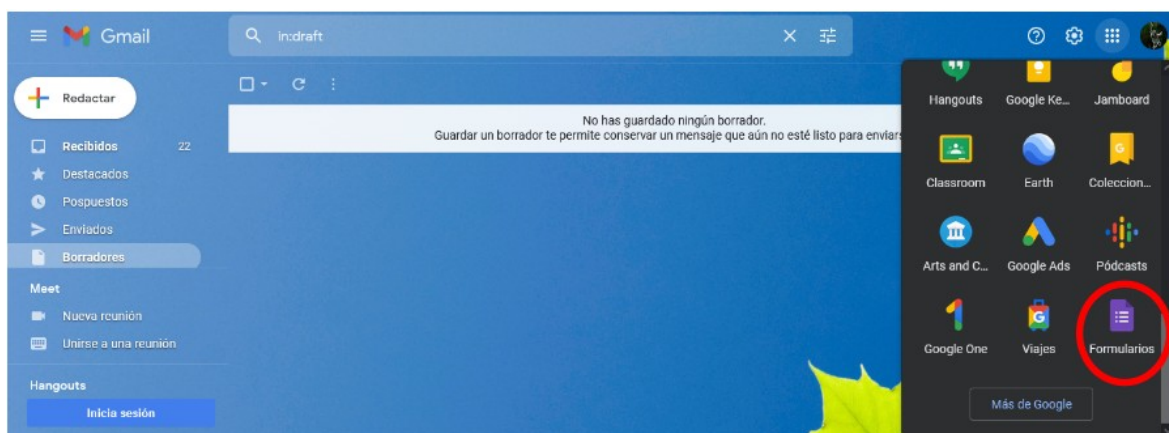 Gmail
in:draft
Redactar
No has guardado ningún borrador.
Guardar un borrador te permite conservar un mensaje que aún no esté listo para enviars
Recibidos 22
Destacados
Pospuestos
Enviados
Borradores
Meet
Nueva reunión
Unirse a una reunión
Hangouts
Inicia sesión
Hangouts Google Ke... Jamboard
Classroom Earth Coleccion...
Arts and C... Google Ads Pódcasts
Google One Viajes Formularios
Más de Google